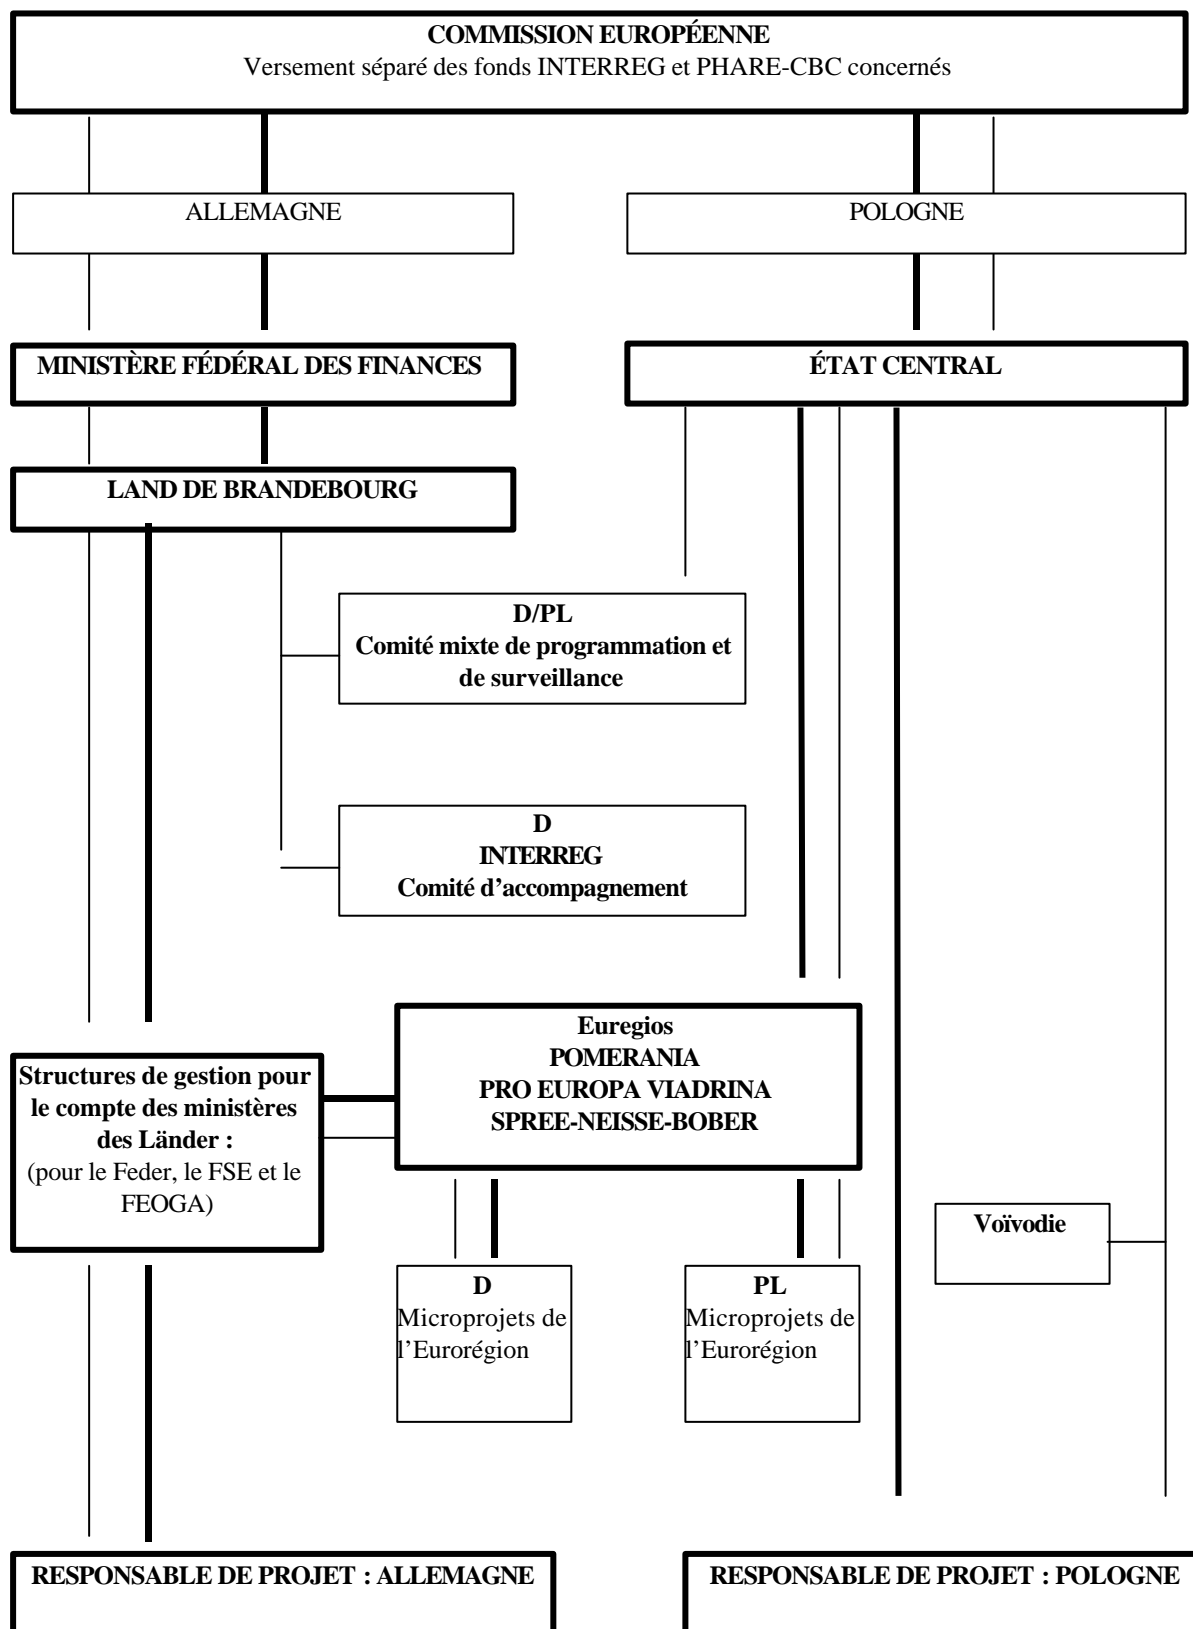 COMMISSION EUROPÉENNE
Versement séparé des fonds INTERREG et PHARE-CBC concernés
ALLEMAGNE
POLOGNE
MINISTÈRE FÉDÉRAL DES FINANCES
ÉTAT CENTRAL
LAND DE BRANDEBOURG
D/PL
Comité mixte de programmation et
de surveillance
D
INTERREG
Comité d’accompagnement
Euregios
POMERANIA
PRO EUROPA VIADRINA
SPREE-NEISSE-BOBER
Structures de gestion pour
le compte des ministères
des Länder :
(pour le Feder, le FSE et le
FEOGA)
Voïvodie
D
Microprojets de
l’Eurorégion
PL
Microprojets de
l’Eurorégion
RESPONSABLE DE PROJET : ALLEMAGNE
RESPONSABLE DE PROJET : POLOGNE